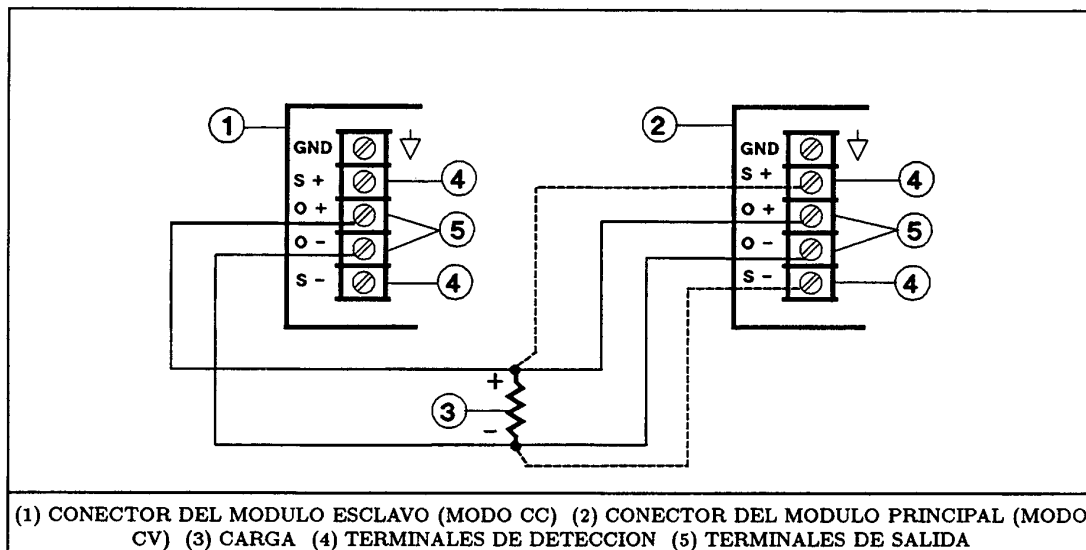 1
GND
S +
O +
O -
S -
4
5
4
2
GND
S +
O +
O -
S -
4
5
4
+
3
-
(1) CONECTOR DEL MODULO ESCLAVO (MODO CC) (2) CONECTOR DEL MODULO PRINCIPAL (MODO
CV) (3) CARGA (4) TERMINALES DE DETECCION (5) TERMINALES DE SALIDA